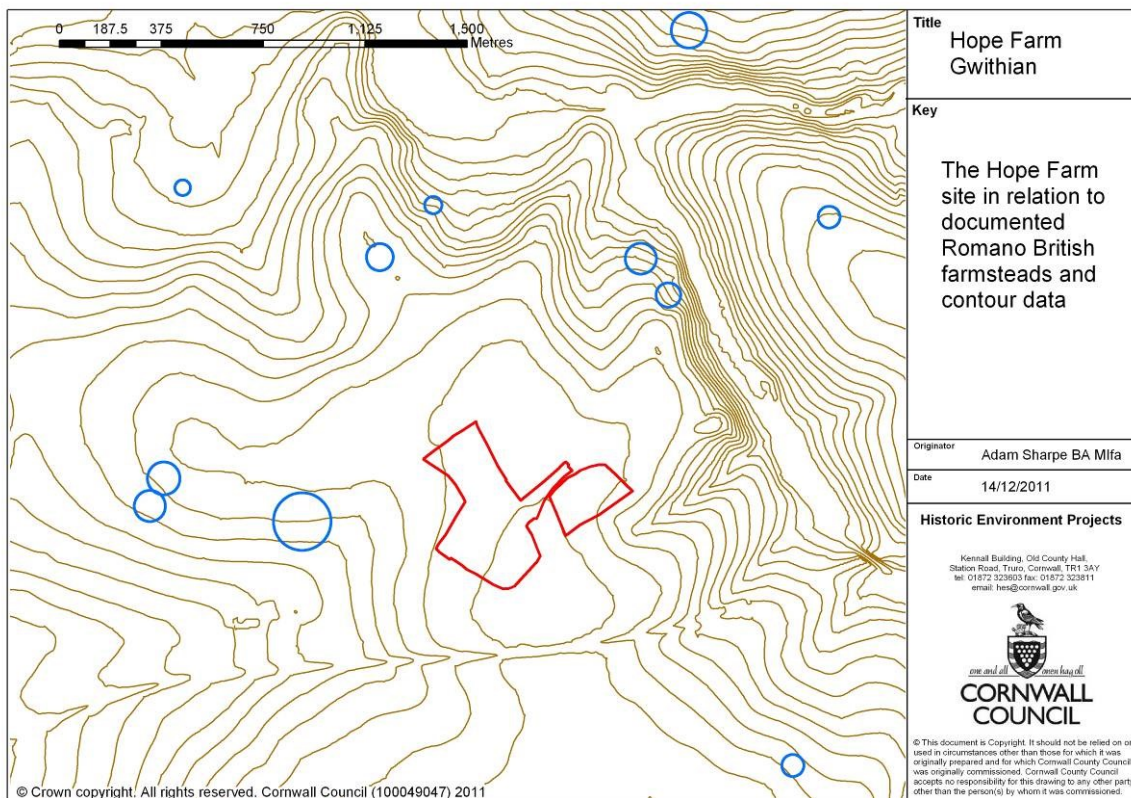 0 187.5 375 750 1,125 1,500
Metres
© Crown copyright. All rights reserved. Cornwall Council (100049047) 2011
Title
Hope Farm
Gwithian
Key
The Hope Farm
site in relation to
documented
Romano British
farmsteads and
contour data
Originator
Adam Sharpe BA MIfa
Date
14/12/2011
Historic Environment Projects
Kennall Building, Old County Hall,
Station Road, Truro, Cornwall, TR1 3AY
tel: 01872 323603 fax: 01872 323811
email: hes@cornwall.gov.uk
one and all onen hag oll
CORNWALL
COUNCIL
© This document is Copyright. It should not be relied on or
used in circumstances other than those for which it was
originally prepared and for which Cornwall County Council
was originally commissioned. Cornwall County Council
accepts no responsibility for this drawing to any other party
other than the person(s) by whom it was commissioned.